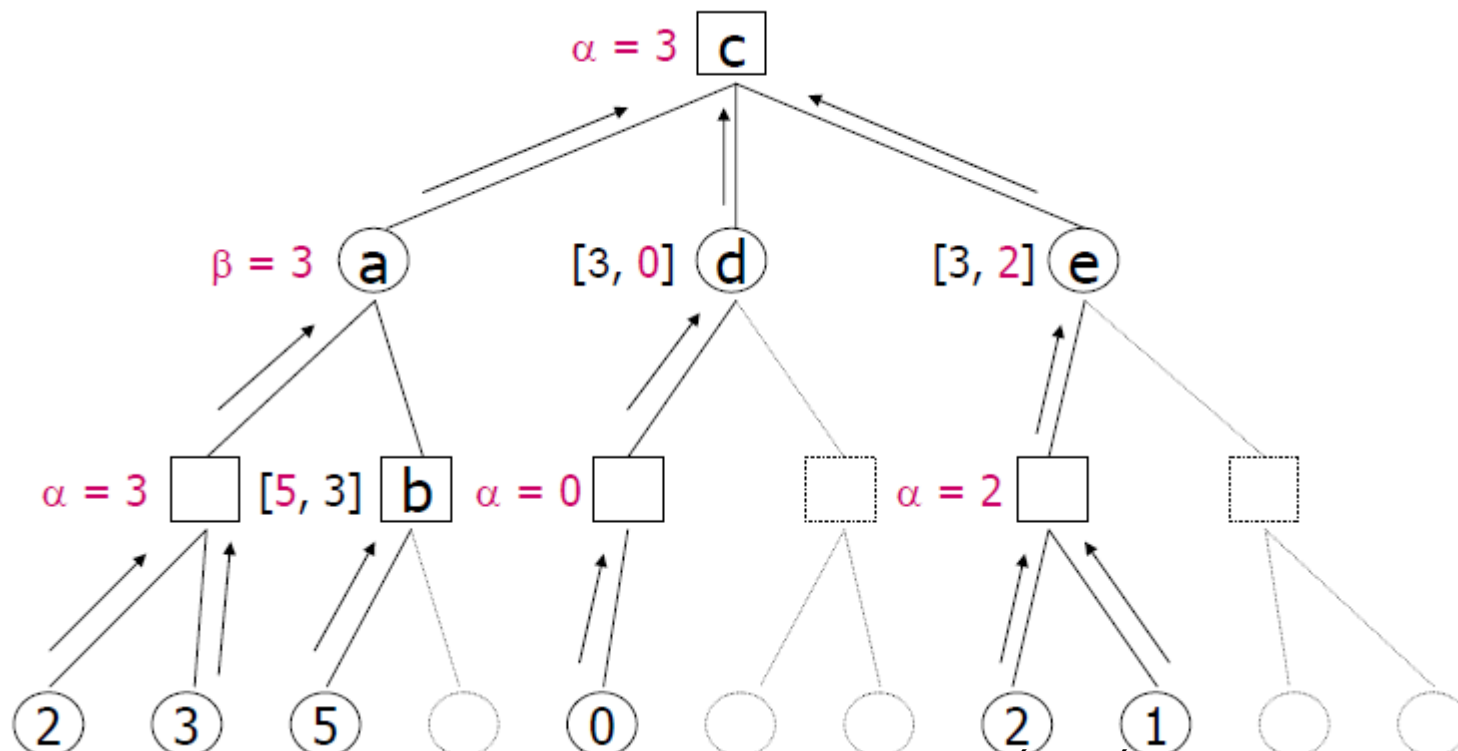 α = 3 c
β = 3 a [3, 0] d [3, 2] e
α = 3 [5, 3] b α = 0 α = 2
2 3 5 0 2 1